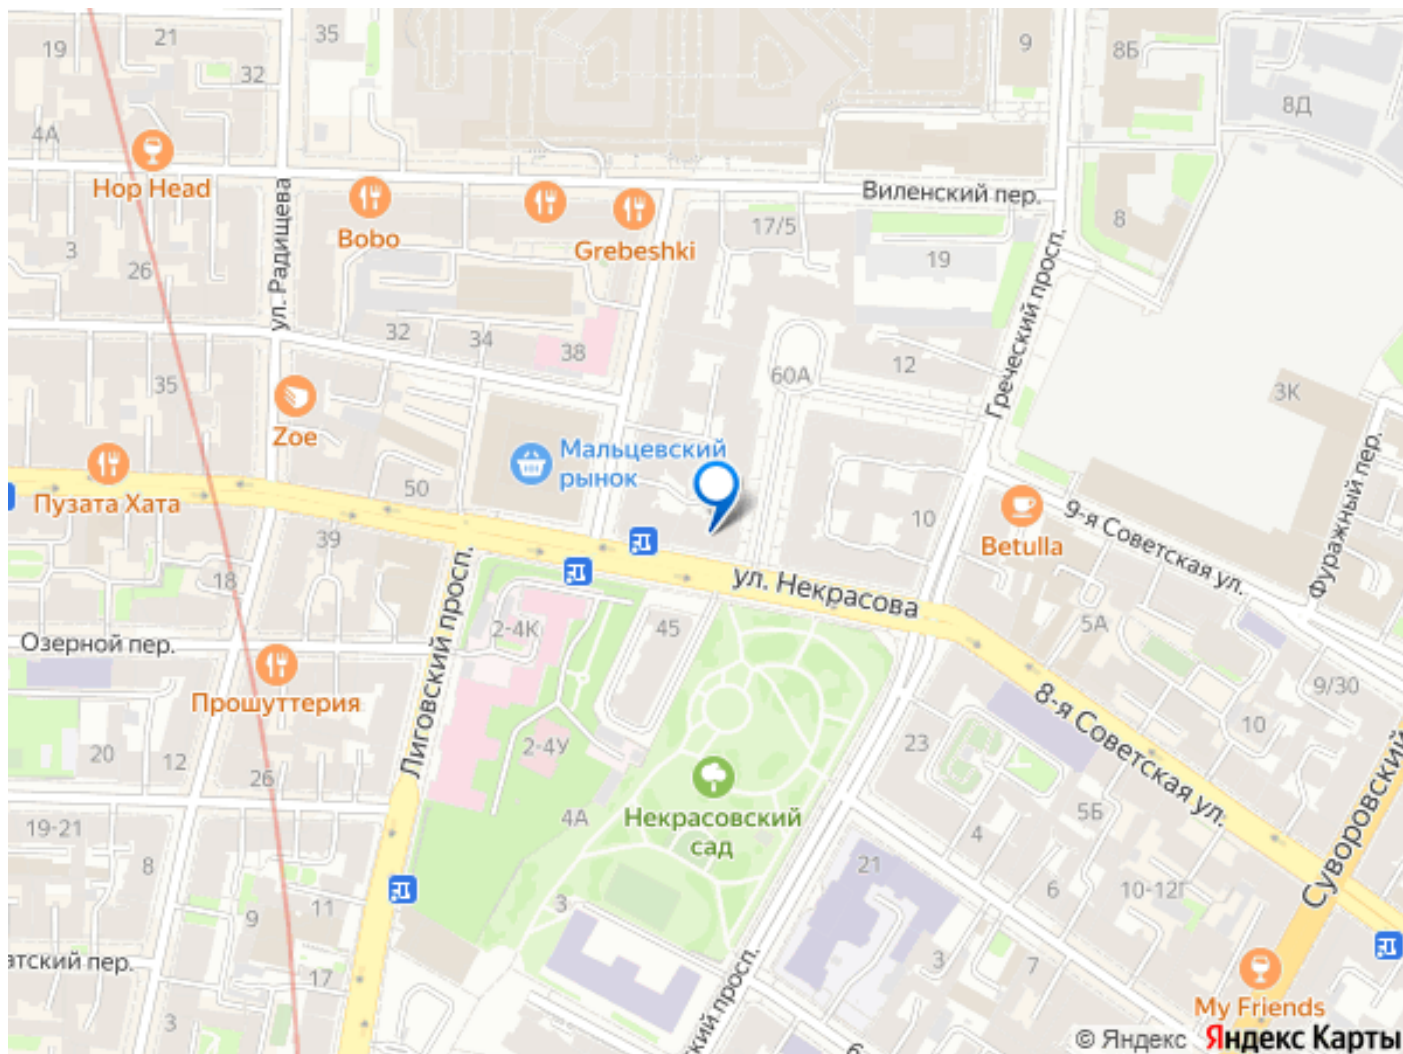 19
21
35
9
8Б
32
8Д
4А
Hop Head
ул. Радищева
Виленский пер.
Bobo
Grebeshki
17/5
8
3
26
19
Греческий просп.
32
34
38
12
60А
35
3К
Zoe
Мальцевский
рынок
Пузата Хата
50
39
10
Betulla
9-я Советская ул.
Фуражный пер.
18
ул. Некрасова
Лиговский просп.
2-4К
45
5А
Озерной пер.
Прошуттерия
9/30
8-я Советская ул.
10
20
12
26
2-4У
23
Некрасовский
сад
4А
19-21
8
5Б
4
Суворовский
21
6
10-12Г
9
11
3
атский пер.
17
3
7
ский просп.
My Friends
3
6
© Яндекс Яндекс Карты